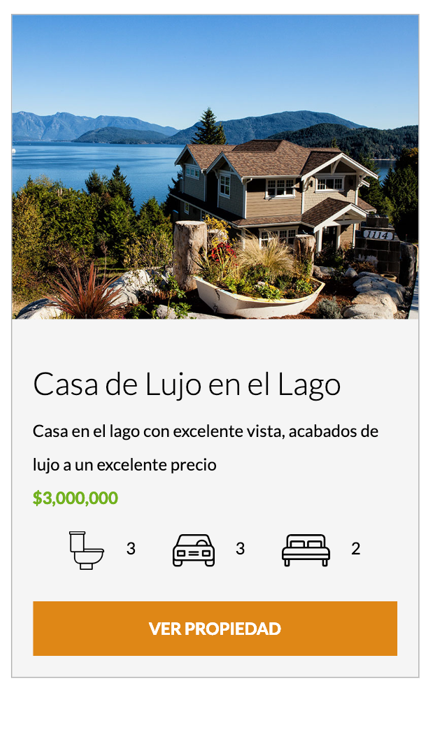 1114
Casa de Lujo en el Lago
Casa en el lago con excelente vista, acabados de
lujo a un excelente precio
$3,000,000
3 3 2
VER PROPIEDAD